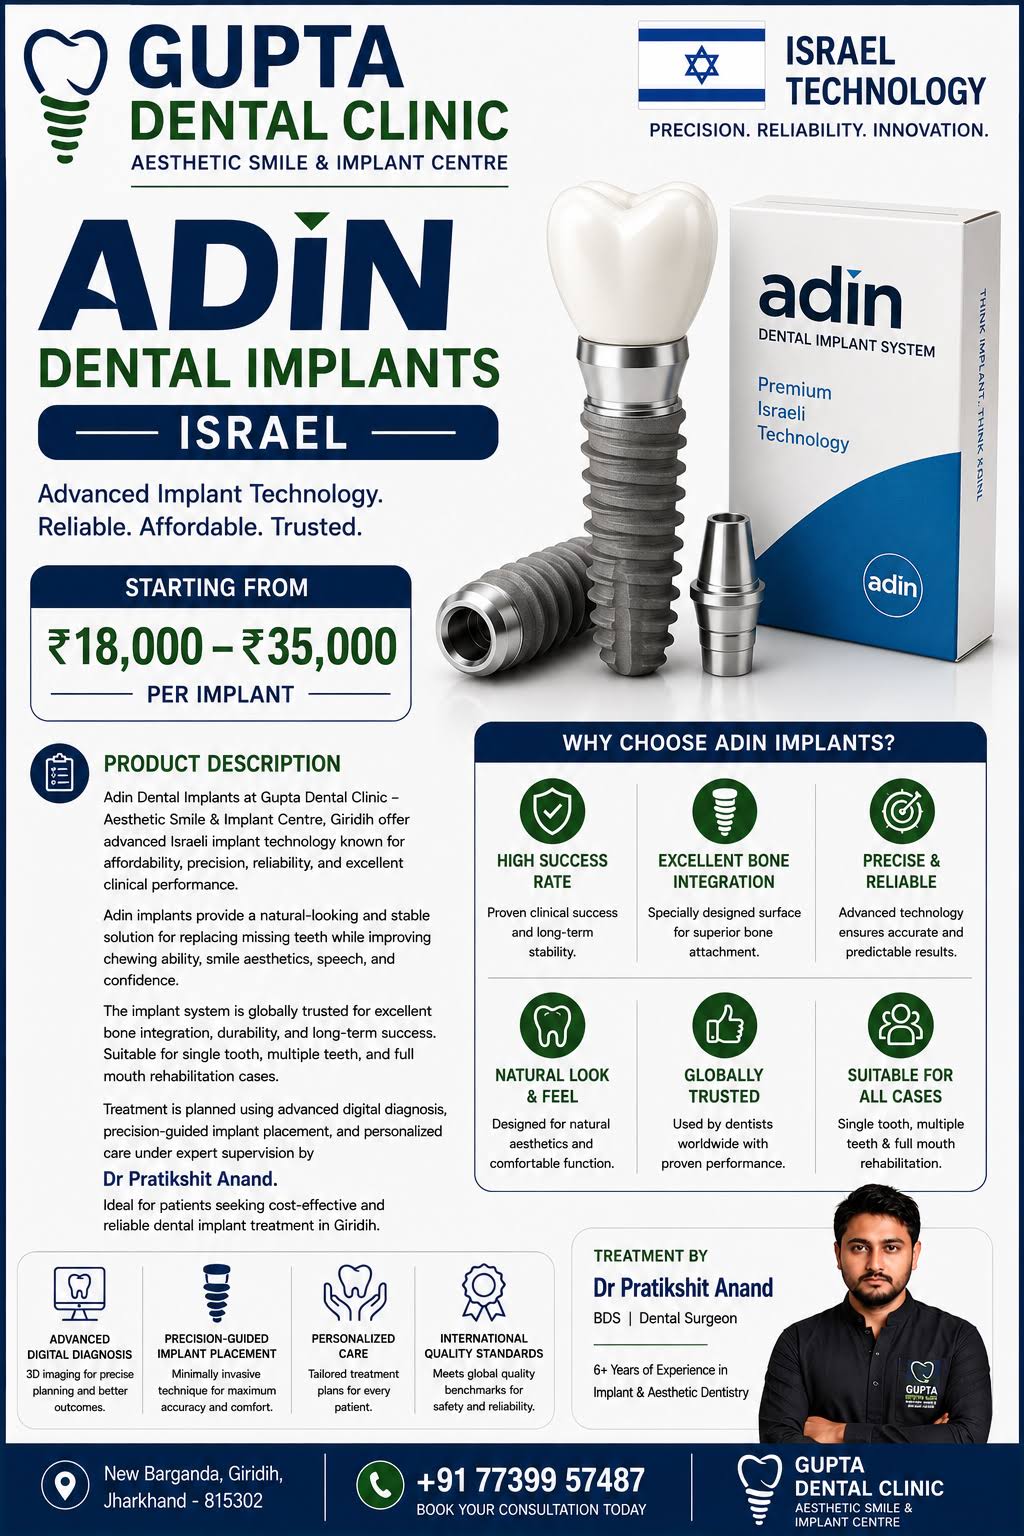 GUPTA
DENTAL CLINIC
AESTHETIC SMILE & IMPLANT CENTRE
ISRAEL
TECHNOLOGY
PRECISION. RELIABILITY. INNOVATION.
ADiN
DENTAL IMPLANTS
ISRAEL
Advanced Implant Technology.
Reliable. Affordable. Trusted.
adin
DENTAL IMPLANT SYSTEM
Premium
Israeli
Technology
adin
THINK IMPLANT. THINK
STARTING FROM
₹18,000 – ₹35,000
PER IMPLANT
PRODUCT DESCRIPTION
Adin Dental Implants at Gupta Dental Clinic –
Aesthetic Smile & Implant Centre, Giridih offer
advanced Israeli implant technology known for
affordability, precision, reliability, and excellent
clinical performance.
Adin implants provide a natural-looking and stable
solution for replacing missing teeth while improving
chewing ability, smile aesthetics, speech, and
confidence.
The implant system is globally trusted for excellent
bone integration, durability, and long-term success.
Suitable for single tooth, multiple teeth, and full
mouth rehabilitation cases.
Treatment is planned using advanced digital diagnosis,
precision-guided implant placement, and personalized
care under expert supervision by
Dr Pratikshit Anand.
Ideal for patients seeking cost-effective and
reliable dental implant treatment in Giridih.
WHY CHOOSE ADIN IMPLANTS?
HIGH SUCCESS
RATE
Proven clinical success
and long-term
stability.
EXCELLENT BONE
INTEGRATION
Specially designed surface
for superior bone
attachment.
PRECISE &
RELIABLE
Advanced technology
ensures accurate and
predictable results.
NATURAL LOOK
& FEEL
Designed for natural
aesthetics and
comfortable function.
GLOBALLY
TRUSTED
Used by dentists
worldwide with
proven performance.
SUITABLE FOR
ALL CASES
Single tooth, multiple
teeth & full mouth
rehabilitation.
ADVANCED
DIGITAL DIAGNOSIS
3D imaging for precise
planning and better
outcomes.
PRECISION-GUIDED
IMPLANT PLACEMENT
Minimally invasive
technique for maximum
accuracy and comfort.
PERSONALIZED
CARE
Tailored treatment
plans for every
patient.
INTERNATIONAL
QUALITY STANDARDS
Meets global quality
benchmarks for
safety and reliability.
TREATMENT BY
Dr Pratikshit Anand
BDS | Dental Surgeon
6+ Years of Experience in
Implant & Aesthetic Dentistry
GUPTA
New Barganda, Giridih,
Jharkhand - 815302
+91 77399 57487
BOOK YOUR CONSULTATION TODAY
GUPTA
DENTAL CLINIC
AESTHETIC SMILE &
IMPLANT CENTRE